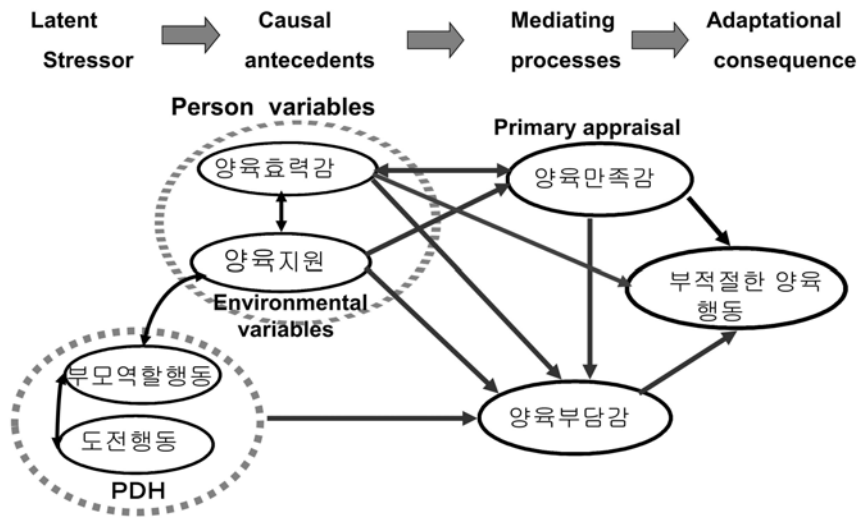 Latent
Stressor
Causal
antecedents
Mediating
processes
Adaptational
consequence
Person variables
Primary appraisal
양육효력감
양육만족감
양육지원
Environmental
variables
부적절한 양육
행동
부모역할행동
양육부담감
도전행동
PDH